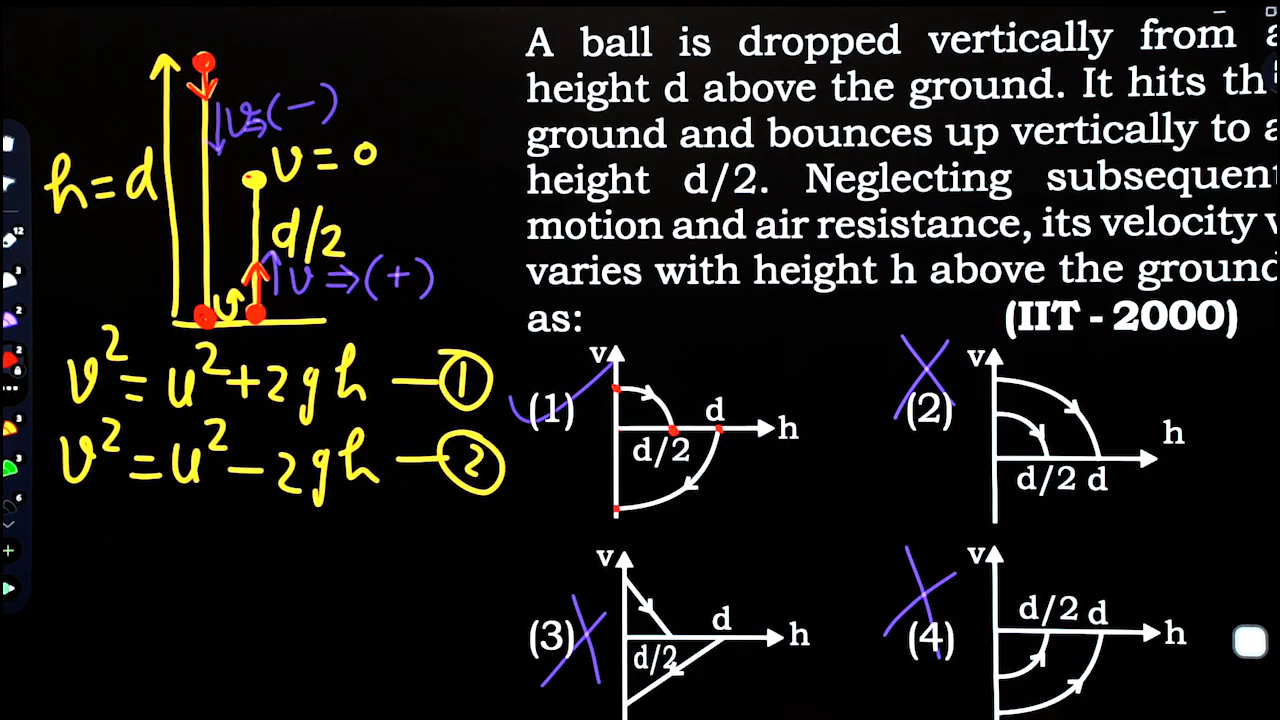 A ball is dropped vertically from
height d above the ground. It hits th
ground and bounces up vertically to
height d/2. Neglecting subsequent
motion and air resistance, its velocity v
varies with height h above the ground
as:
(IIT - 2000)
h = d
v (-)
v = 0
d/2
v ⇒ (+)
v² = u² + 2gh — ①
v² = u² - 2gh — ②
(1)
v
d
d/2
h
(2)
v
h
d/2 d
(3)
v
d
h
d/2
(4)
v
d/2 d
h